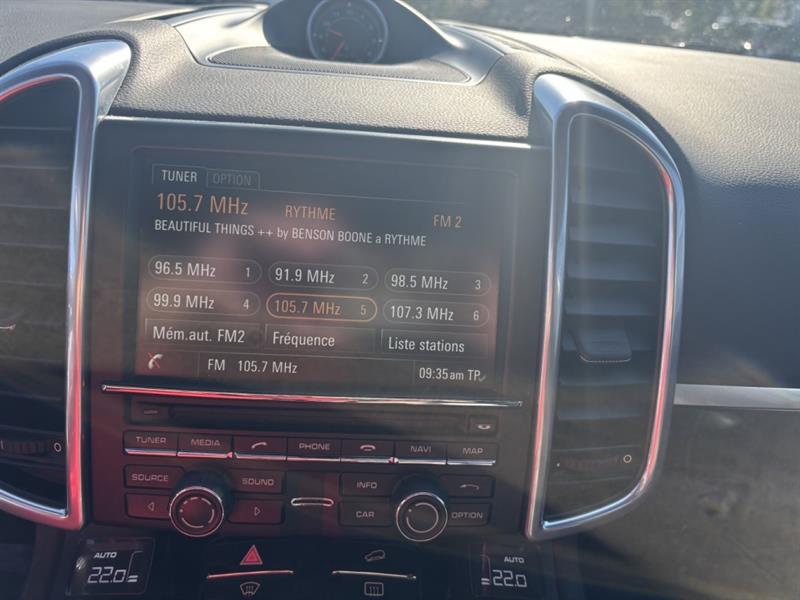 TUNER OPTION
105.7 MHz RYTHME FM 2
BEAUTIFUL THINGS ++ by BENSON BOONE a RYTHME
96.5 MHz 1 91.9 MHz 2 98.5 MHz 3
99.9 MHz 4 105.7 MHz 5 107.3 MHz 6
Mém.aut. FM2 Fréquence Liste stations
FM 105.7 MHz 09:35am TP
TUNER MEDIA PHONE NAVI MAP
SOURCE SOUND INFO
CAR OPTION
AUTO AUTO
22.0 22.0